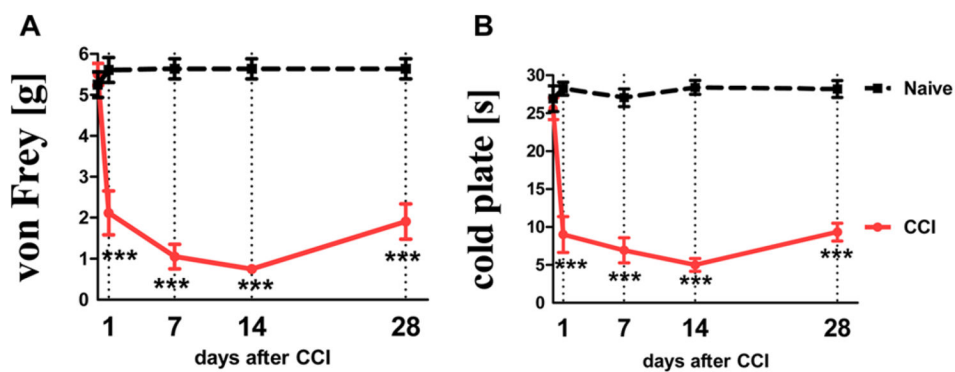 A
von Frey [g]
6
5
4
3
2
1
0
***
***
***
***
1 7 14 28
days after CCI
B
cold plate [s]
30
25
20
15
10
5
0
***
***
***
***
1 7 14 28
days after CCI
Naive
CCI